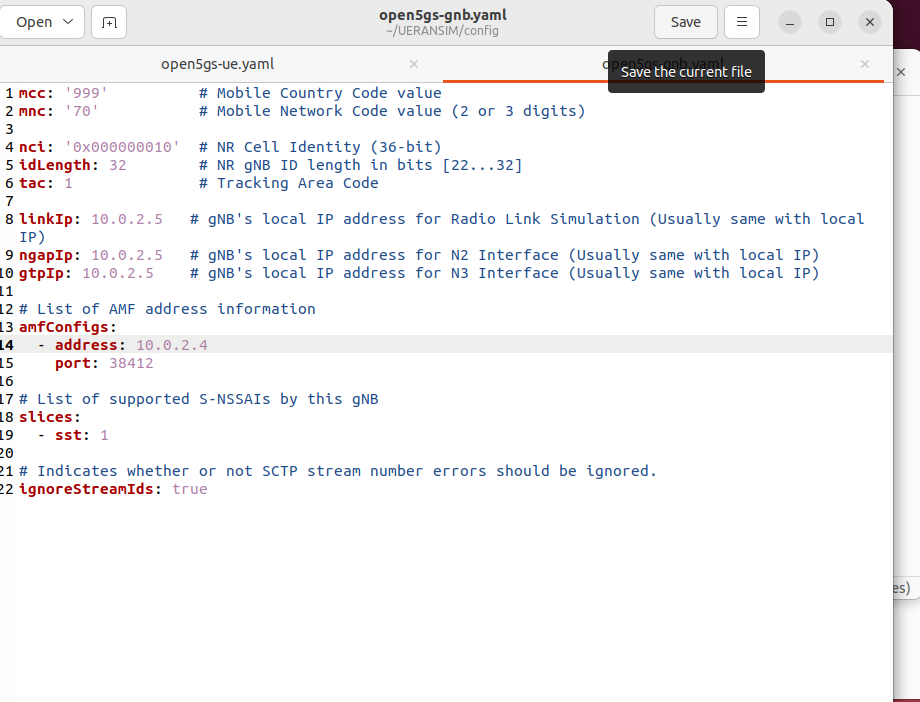 Open
open5gs-gnb.yaml
~/UERANSIM/config
Save
open5gs-ue.yaml
open5gs-gnb.yaml
Save the current file
1 mcc: '999' # Mobile Country Code value
2 mnc: '70' # Mobile Network Code value (2 or 3 digits)
3
4 nci: '0x000000010' # NR Cell Identity (36-bit)
5 idLength: 32 # NR gNB ID length in bits [22...32]
6 tac: 1 # Tracking Area Code
7
8 linkIp: 10.0.2.5 # gNB's local IP address for Radio Link Simulation (Usually same with local
IP)
9 ngapIp: 10.0.2.5 # gNB's local IP address for N2 Interface (Usually same with local IP)
10 gtpIp: 10.0.2.5 # gNB's local IP address for N3 Interface (Usually same with local IP)
11
12 # List of AMF address information
13 amfConfigs:
14 - address: 10.0.2.4
15 port: 38412
16
17 # List of supported S-NSSAIs by this gNB
18 slices:
19 - sst: 1
20
21 # Indicates whether or not SCTP stream number errors should be ignored.
22 ignoreStreamIds: true
es)